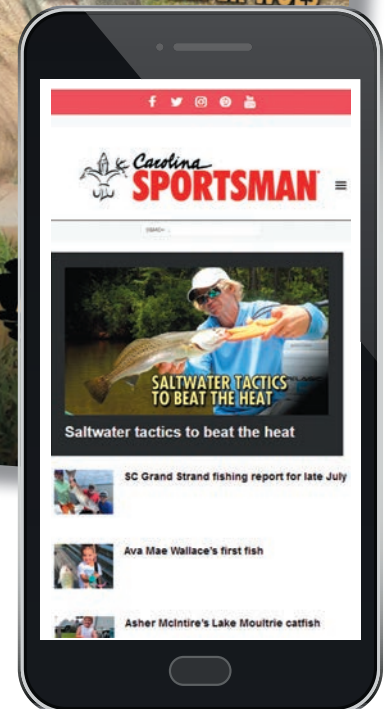 Carolina
SPORTSMAN
SEARCH
SALTWATER TACTICS
TO BEAT THE HEAT
Saltwater tactics to beat the heat
SC Grand Strand fishing report for late July
Ava Mae Wallace's first fish
Asher McIntire's Lake Moultrie catfish